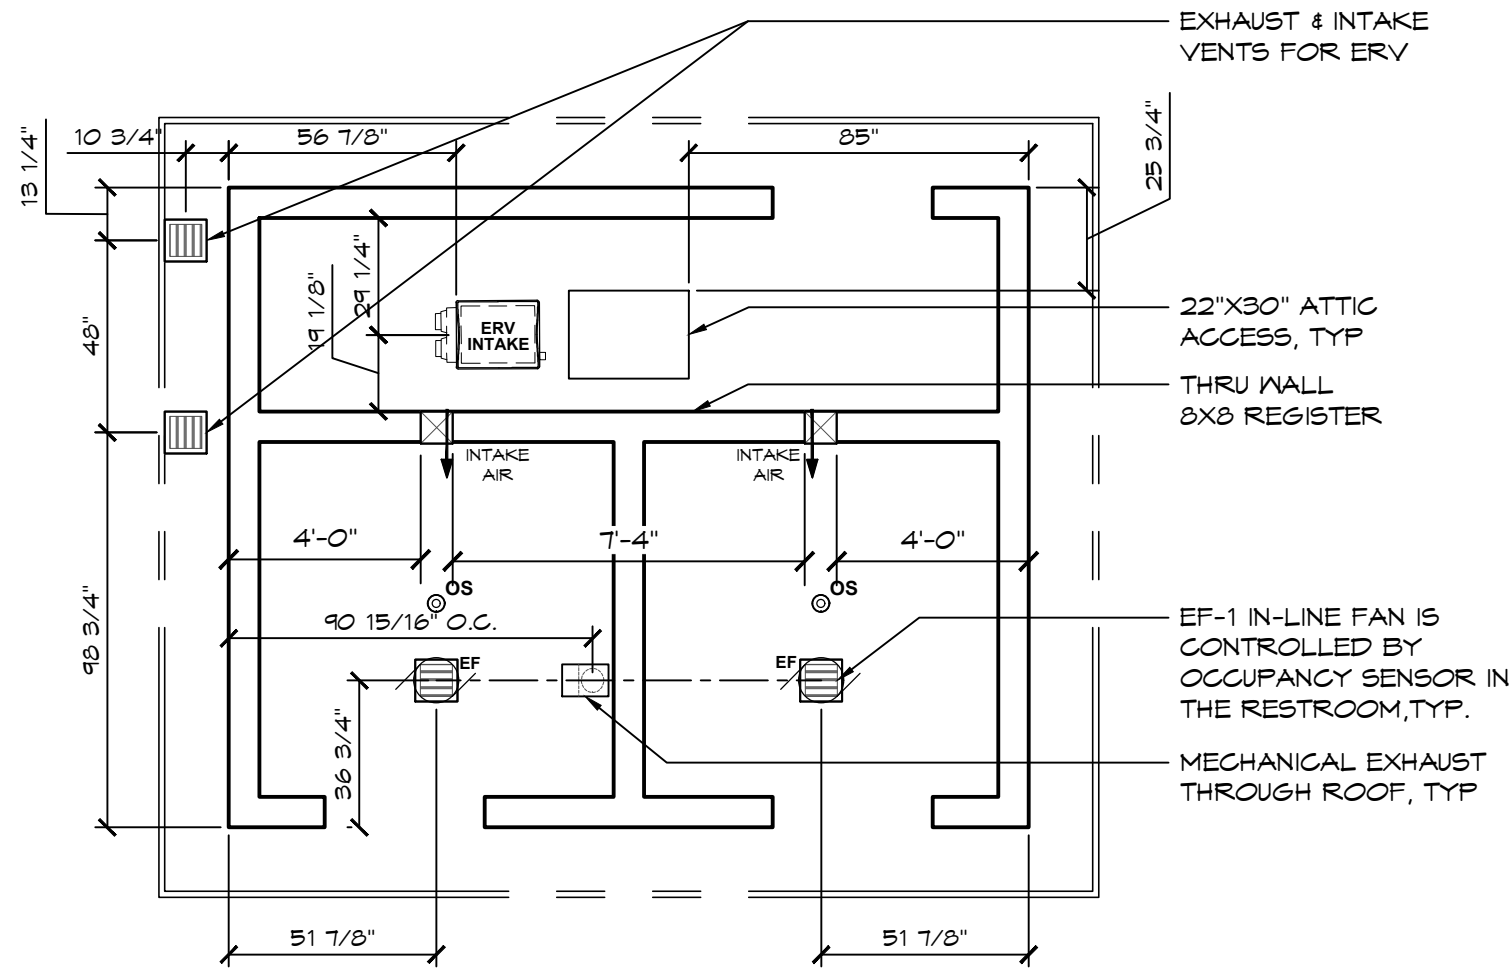 EXHAUST & INTAKE
VENTS FOR ERV
13 1/4"
10 3/4"
56 7/8"
85"
25 3/4"
48"
19 1/8"
29 1/4"
ERV
INTAKE
22"X30" ATTIC
ACCESS, TYP
THRU WALL
8X8 REGISTER
INTAKE
AIR
INTAKE
AIR
4'-0"
7'-4"
4'-0"
OS
OS
98 3/4"
90 15/16" O.C.
EF
EF
EF-1 IN-LINE FAN IS
CONTROLLED BY
OCCUPANCY SENSOR IN
THE RESTROOM,TYP.
36 3/4"
MECHANICAL EXHAUST
THROUGH ROOF, TYP
51 7/8"
51 7/8"